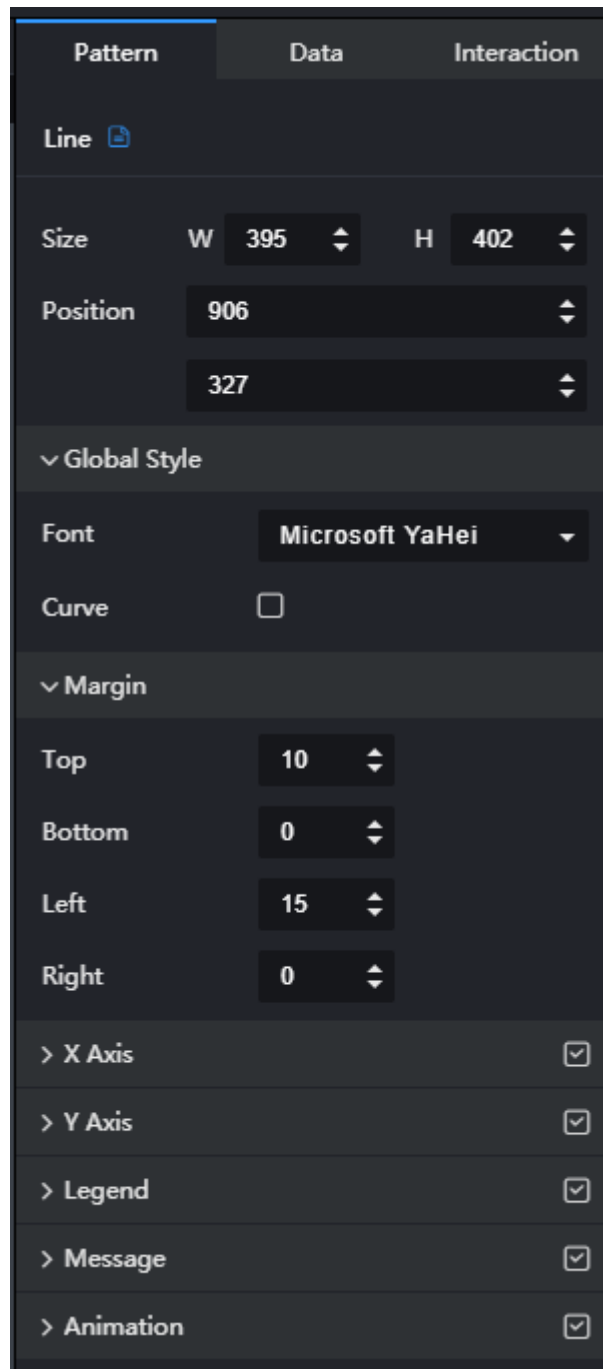 Pattern Data Interaction
Line
Size W 395 H 402
Position 906
327
Global Style
Font Microsoft YaHei
Curve
Margin
Top 10
Bottom 0
Left 15
Right 0
X Axis
Y Axis
Legend
Message
Animation